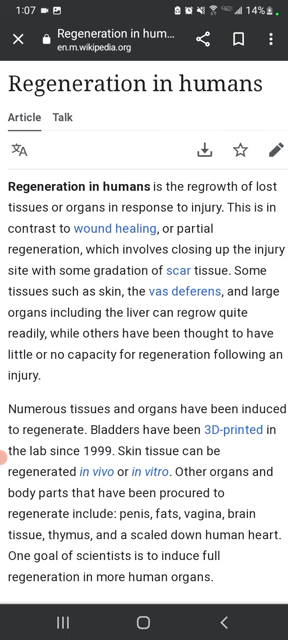 1:07
14%
Regeneration in hum...
en.m.wikipedia.org
Regeneration in humans
Article Talk
Regeneration in humans is the regrowth of lost
tissues or organs in response to injury. This is in
contrast to wound healing, or partial
regeneration, which involves closing up the injury
site with some gradation of scar tissue. Some
tissues such as skin, the vas deferens, and large
organs including the liver can regrow quite
readily, while others have been thought to have
little or no capacity for regeneration following an
injury.
Numerous tissues and organs have been induced
to regenerate. Bladders have been 3D-printed in
the lab since 1999. Skin tissue can be
regenerated in vivo or in vitro. Other organs and
body parts that have been procured to
regenerate include: penis, fats, vagina, brain
tissue, thymus, and a scaled down human heart.
One goal of scientists is to induce full
regeneration in more human organs.